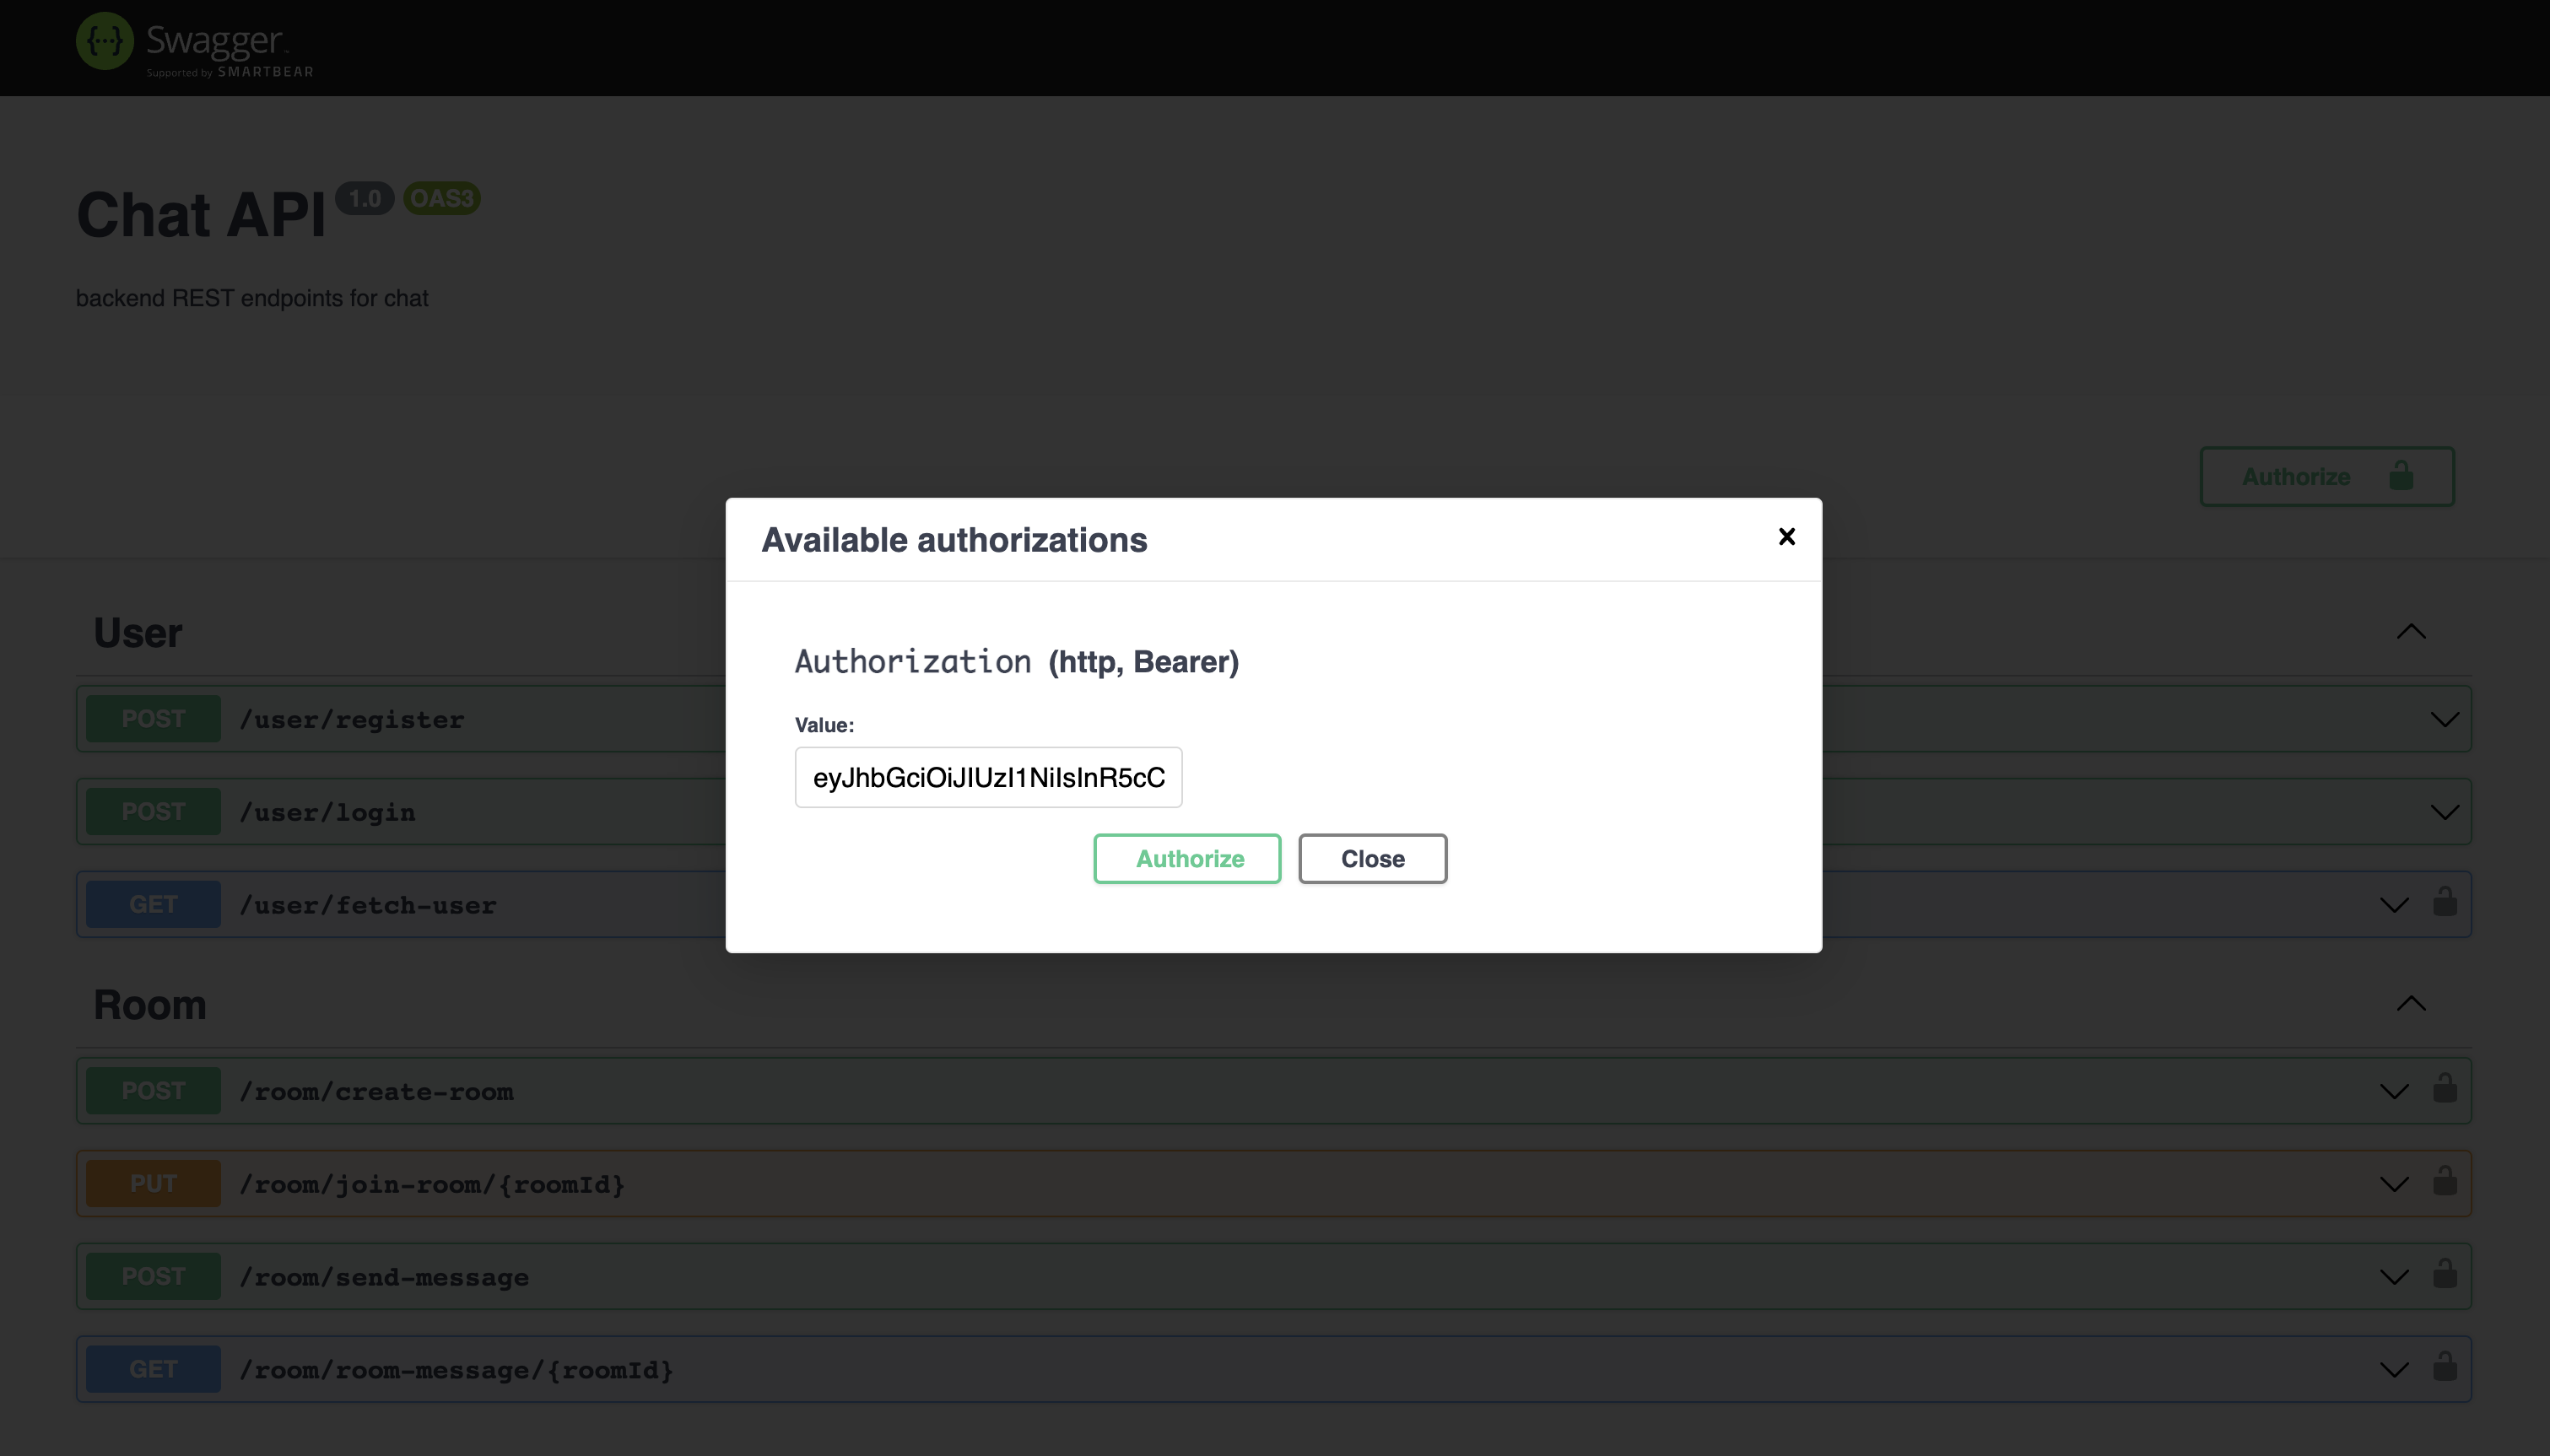 Swagger™
Supported by SMARTBEAR
Chat API 1.0 OAS3
backend REST endpoints for chat
Authorize
Available authorizations
Authorization (http, Bearer)
Value:
eyJhbGciOiJIUzI1NiIsInR5cC
Authorize Close
User
POST /user/register
POST /user/login
GET /user/fetch-user
Room
POST /room/create-room
PUT /room/join-room/{roomId}
POST /room/send-message
GET /room/room-message/{roomId}